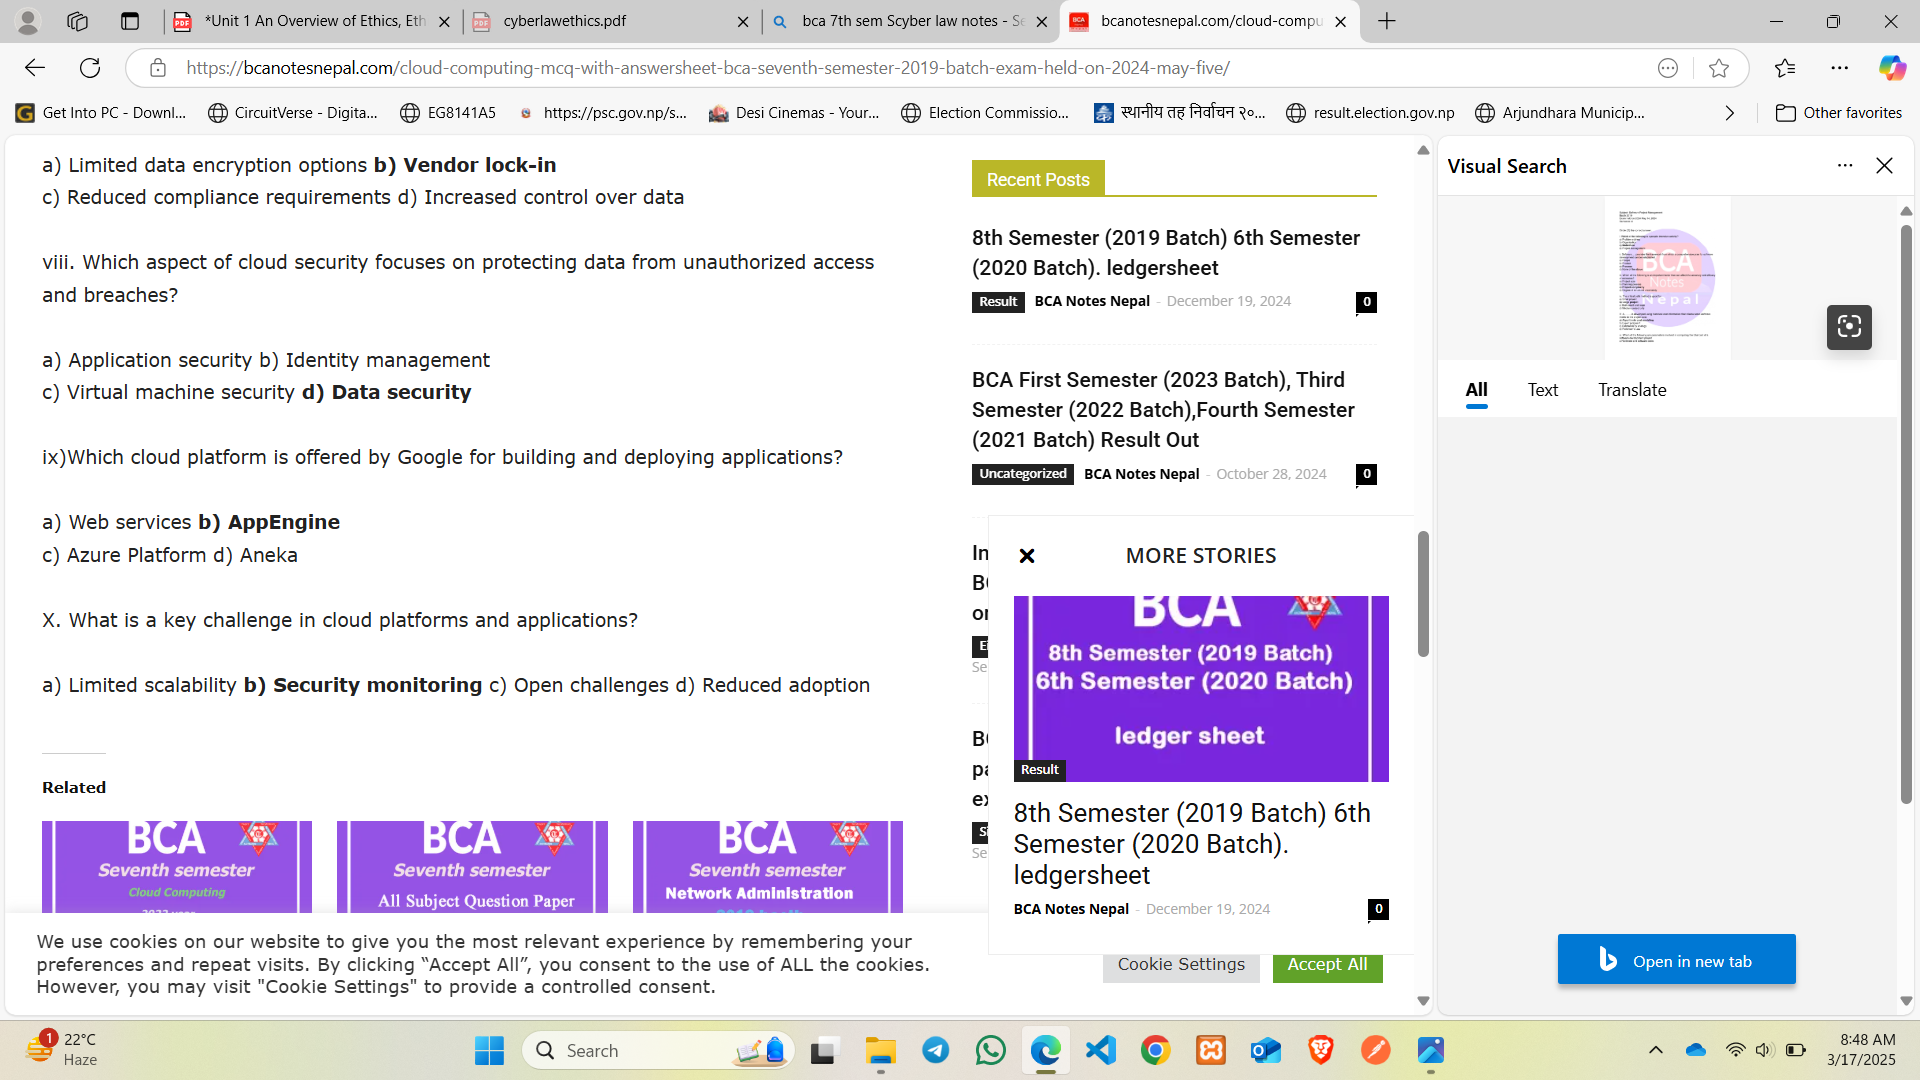 *Unit 1 An Overview of Ethics, Eth
cyberlawethics.pdf
bca 7th sem Scyber law notes - Se
bcanotesnepal.com/cloud-compu
https://bcanotesnepal.com/cloud-computing-mcq-with-answersheet-bca-seventh-semester-2019-batch-exam-held-on-2024-may-five/
Get Into PC - Downl...
CircuitVerse - Digita...
EG8141A5
https://psc.gov.np/s...
Desi Cinemas - Your...
Election Commissio...
स्थानीय तह निर्वाचन २०...
result.election.gov.np
Arjundhara Municip...
Other favorites
a) Limited data encryption options b) Vendor lock-in
c) Reduced compliance requirements d) Increased control over data
viii. Which aspect of cloud security focuses on protecting data from unauthorized access
and breaches?
a) Application security b) Identity management
c) Virtual machine security d) Data security
ix)Which cloud platform is offered by Google for building and deploying applications?
a) Web services b) AppEngine
c) Azure Platform d) Aneka
X. What is a key challenge in cloud platforms and applications?
a) Limited scalability b) Security monitoring c) Open challenges d) Reduced adoption
Related
BCA
Seventh semester
Cloud Computing
BCA
Seventh semester
All Subject Question Paper
BCA
Seventh semester
Network Administration
We use cookies on our website to give you the most relevant experience by remembering your
preferences and repeat visits. By clicking “Accept All”, you consent to the use of ALL the cookies.
However, you may visit "Cookie Settings" to provide a controlled consent.
Cookie Settings
Accept All
Recent Posts
8th Semester (2019 Batch) 6th Semester
(2020 Batch). ledgersheet
Result BCA Notes Nepal - December 19, 2024 0
BCA First Semester (2023 Batch), Third
Semester (2022 Batch),Fourth Semester
(2021 Batch) Result Out
Uncategorized BCA Notes Nepal - October 28, 2024 0
MORE STORIES
BCA
8th Semester (2019 Batch)
6th Semester (2020 Batch)
ledger sheet
Result
8th Semester (2019 Batch) 6th
Semester (2020 Batch).
ledgersheet
BCA Notes Nepal - December 19, 2024 0
Visual Search
BCA
Notes
Nepal
All
Text
Translate
Open in new tab
1
22°C
Haze
Search
8:48 AM
3/17/2025